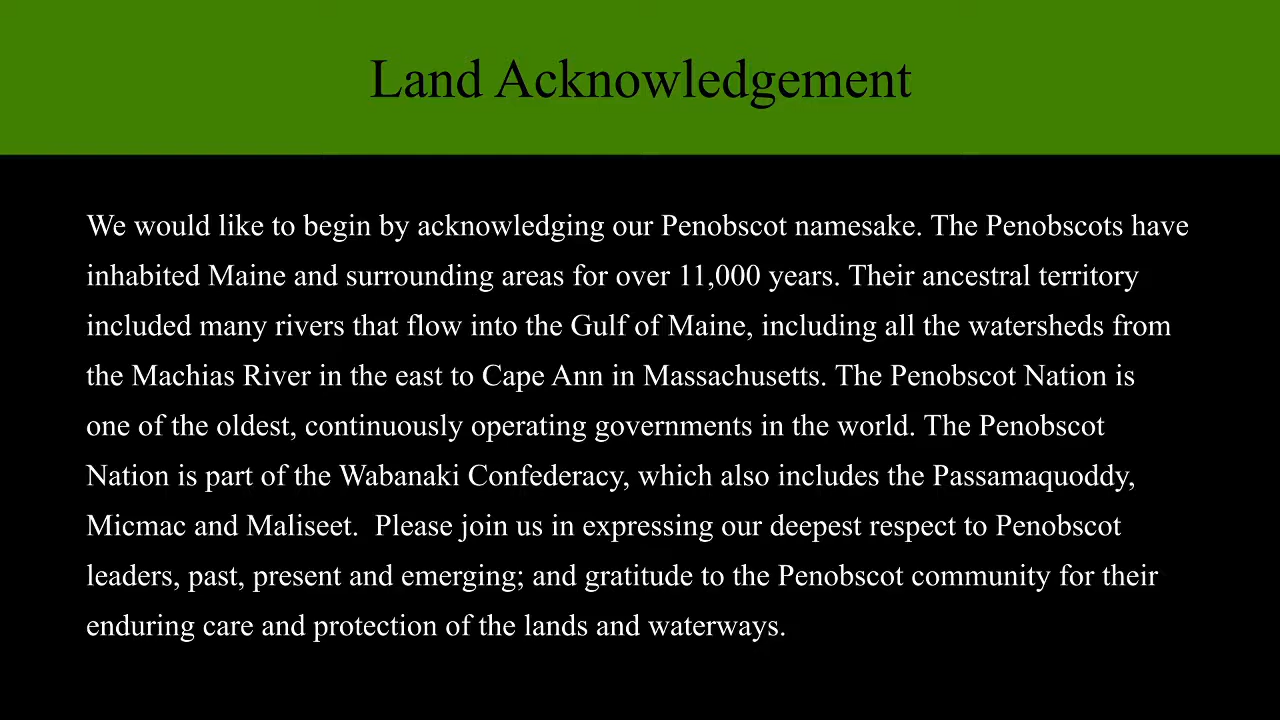 Land Acknowledgement
We would like to begin by acknowledging our Penobscot namesake. The Penobscots have
inhabited Maine and surrounding areas for over 11,000 years. Their ancestral territory
included many rivers that flow into the Gulf of Maine, including all the watersheds from
the Machias River in the east to Cape Ann in Massachusetts. The Penobscot Nation is
one of the oldest, continuously operating governments in the world. The Penobscot
Nation is part of the Wabanaki Confederacy, which also includes the Passamaquoddy,
Micmac and Maliseet.  Please join us in expressing our deepest respect to Penobscot
leaders, past, present and emerging; and gratitude to the Penobscot community for their
enduring care and protection of the lands and waterways.